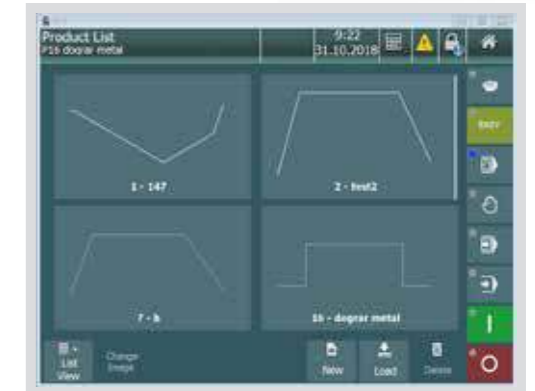 Product List
P16 dograr metal
9:22
31.10.2018
EASY
1 - 147
2 - test2
7 - h
16 - dograr metal
List
View
Change
Image
New
Load
Delete